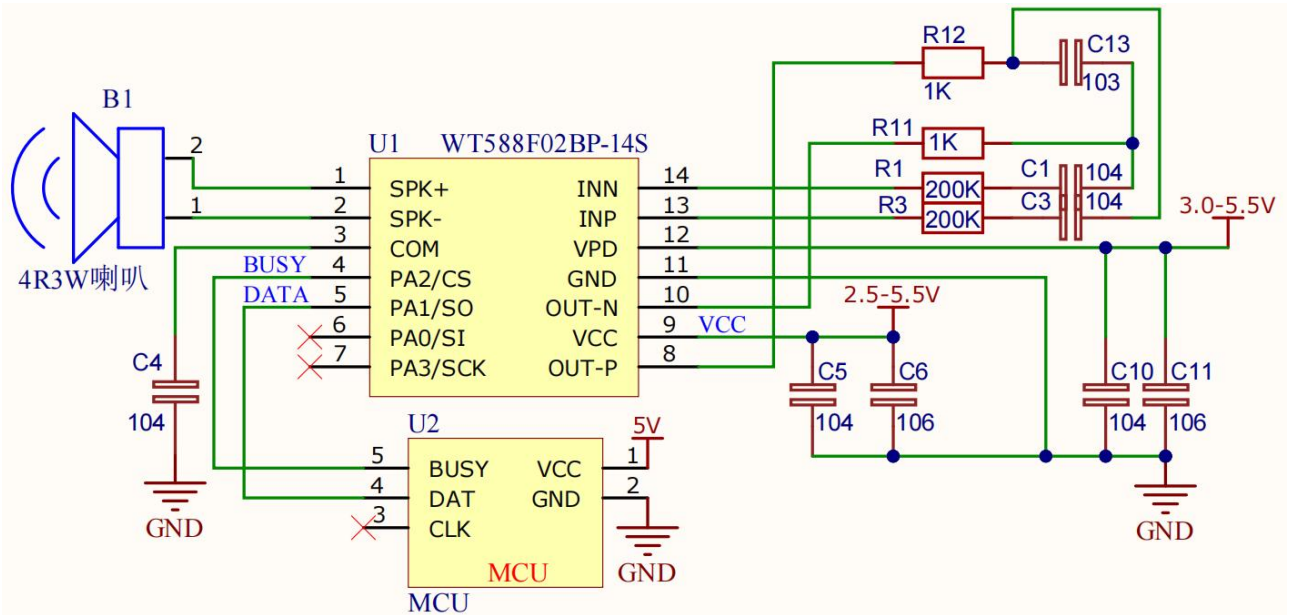 R12
C13
1K
103
B1
2
1
4R3W喇叭
U1
WT588F02BP-14S
R11
1K
R1
C1
104
200K
R3
C3
104
200K
3.0-5.5V
1
SPK+
INN
14
2
SPK-
INP
13
3
COM
VPD
12
BUSY
4
PA2/CS
GND
11
DATA
5
PA1/SO
OUT-N
10
2.5-5.5V
6
PA0/SI
VCC
9
VCC
7
PA3/SCK
OUT-P
8
C4
104
GND
C5
104
C6
106
C10
104
C11
106
GND
U2
5V
5
BUSY
VCC
1
4
DAT
GND
2
3
CLK
MCU
GND
MCU